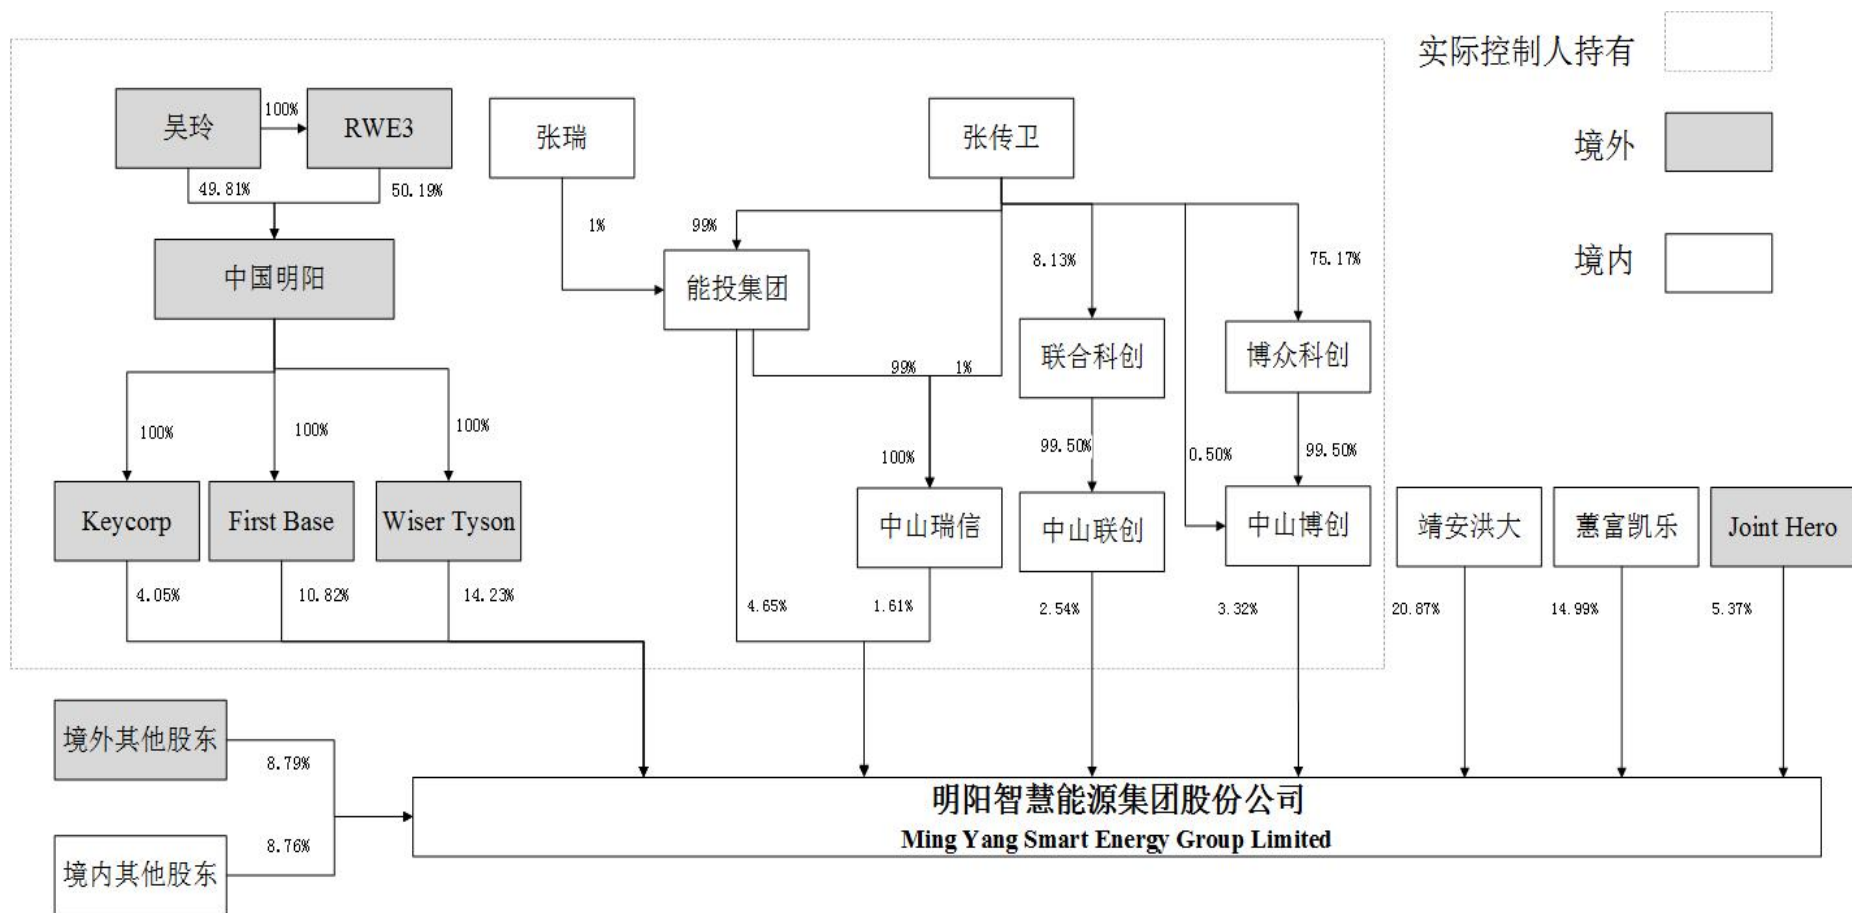 实际控制人持有
境外
境内
吴玲
100%
RWE3
张瑞
张传卫
49.81%
50.19%
1%
99%
8.13%
75.17%
中国明阳
能投集团
联合科创
博众科创
99%
1%
100%
100%
100%
100%
99.50%
0.50%
99.50%
Keycorp
First Base
Wiser Tyson
中山瑞信
中山联创
中山博创
靖安洪大
蕙富凯乐
Joint Hero
4.05%
10.82%
14.23%
4.65%
1.61%
2.54%
3.32%
20.87%
14.99%
5.37%
境外其他股东
8.79%
境内其他股东
8.76%
明阳智慧能源集团股份公司
Ming Yang Smart Energy Group Limited